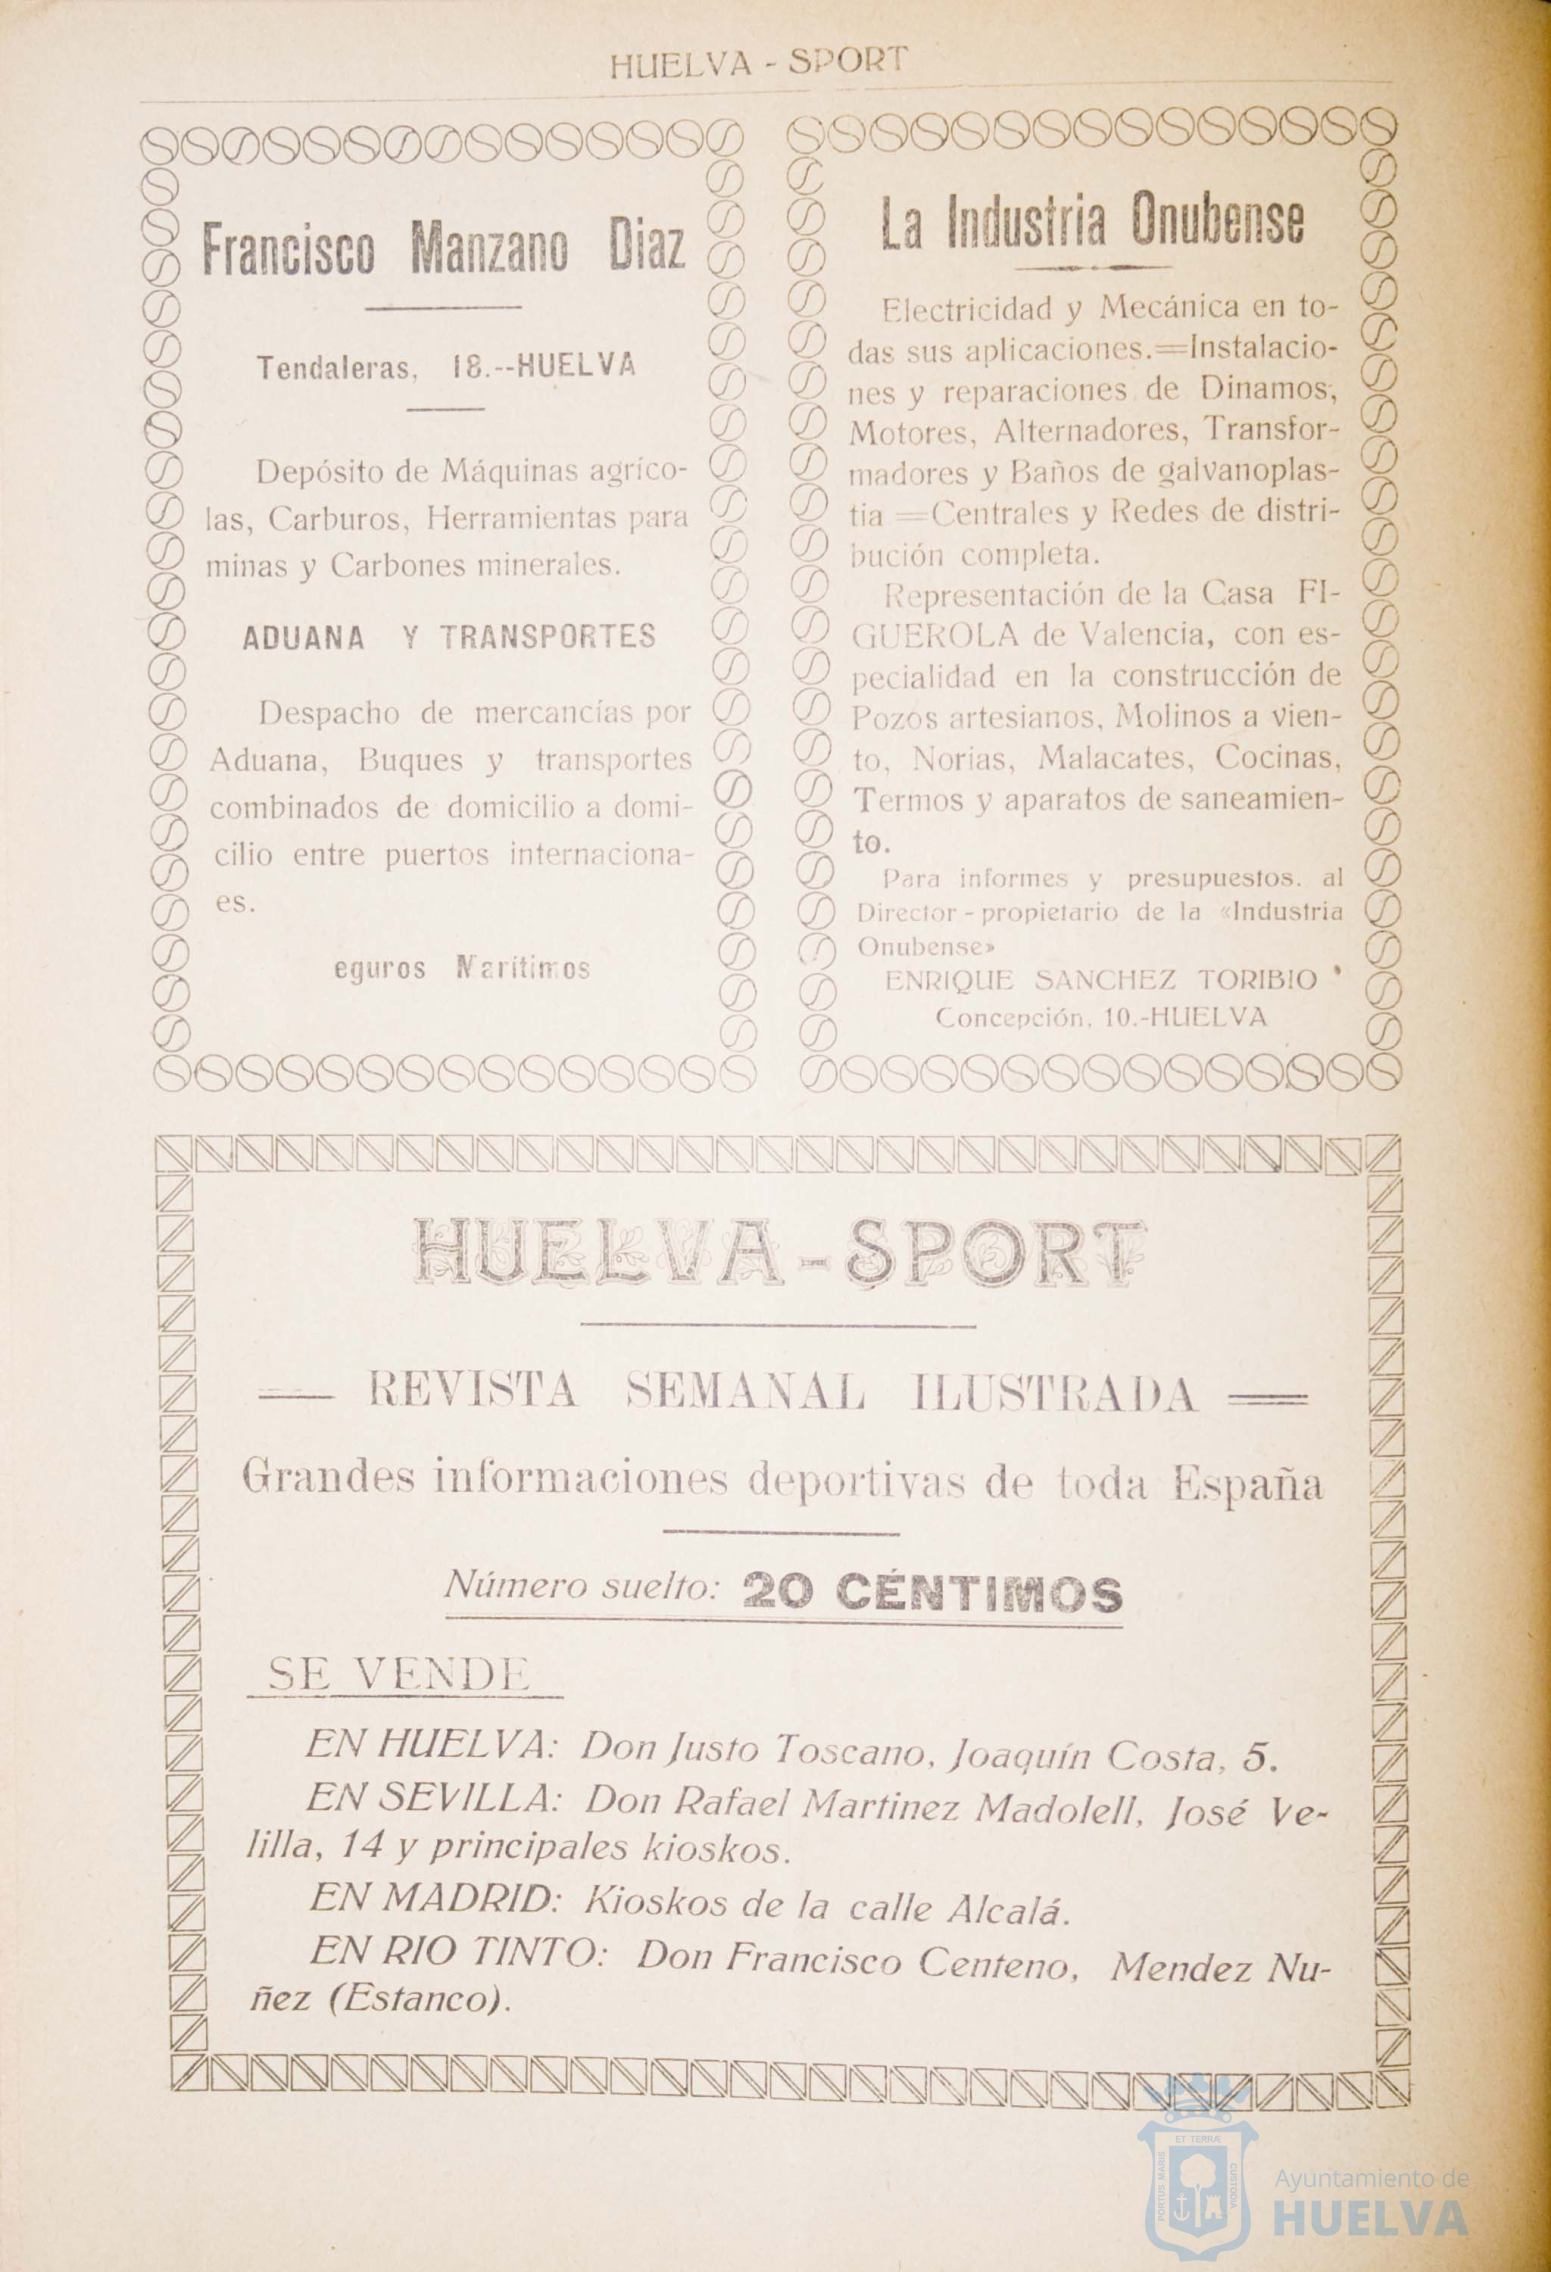 HUELVA - SPORT
Francisco Manzano Diaz
Tendaleras, 18.--HUELVA
Depósito de Máquinas agríco-
las, Carburos, Herramientas para
minas y Carbones minerales.
ADUANA Y TRANSPORTES
Despacho de mercancías por
Aduana, Buques y transportes
combinados de domicilio a domi-
cilio entre puertos internaciona-
es.
eguros Marítimos
La Industria Onubense
Electricidad y Mecánica en to-
das sus aplicaciones.=Instalacio-
nes y reparaciones de Dinamos,
Motores, Alternadores, Transfor-
madores y Baños de galvanoplas-
tia =Centrales y Redes de distri-
bución completa.
Representación de la Casa FI-
GUEROLA de Valencia, con es-
pecialidad en la construcción de
Pozos artesianos, Molinos a vien-
to, Norias, Malacates, Cocinas,
Termos y aparatos de saneamien-
to.
Para informes y presupuestos. al
Director - propietario de la «Industria
Onubense»
ENRIQUE SANCHEZ TORIBIO
Concepción, 10.-HUELVA
HUELVA - SPORT
REVISTA SEMANAL ILUSTRADA
Grandes informaciones deportivas de toda España
Número suelto: 20 CÉNTIMOS
SE VENDE
EN HUELVA: Don Justo Toscano, Joaquín Costa, 5.
EN SEVILLA: Don Rafael Martinez Madolell, José Ve-
lilla, 14 y principales kioskos.
EN MADRID: Kioskos de la calle Alcalá.
EN RIO TINTO: Don Francisco Centeno, Mendez Nu-
ñez (Estanco).
PORTUS MARIS
ET TERRÆ
CUSTODIA
Ayuntamiento de
HUELVA